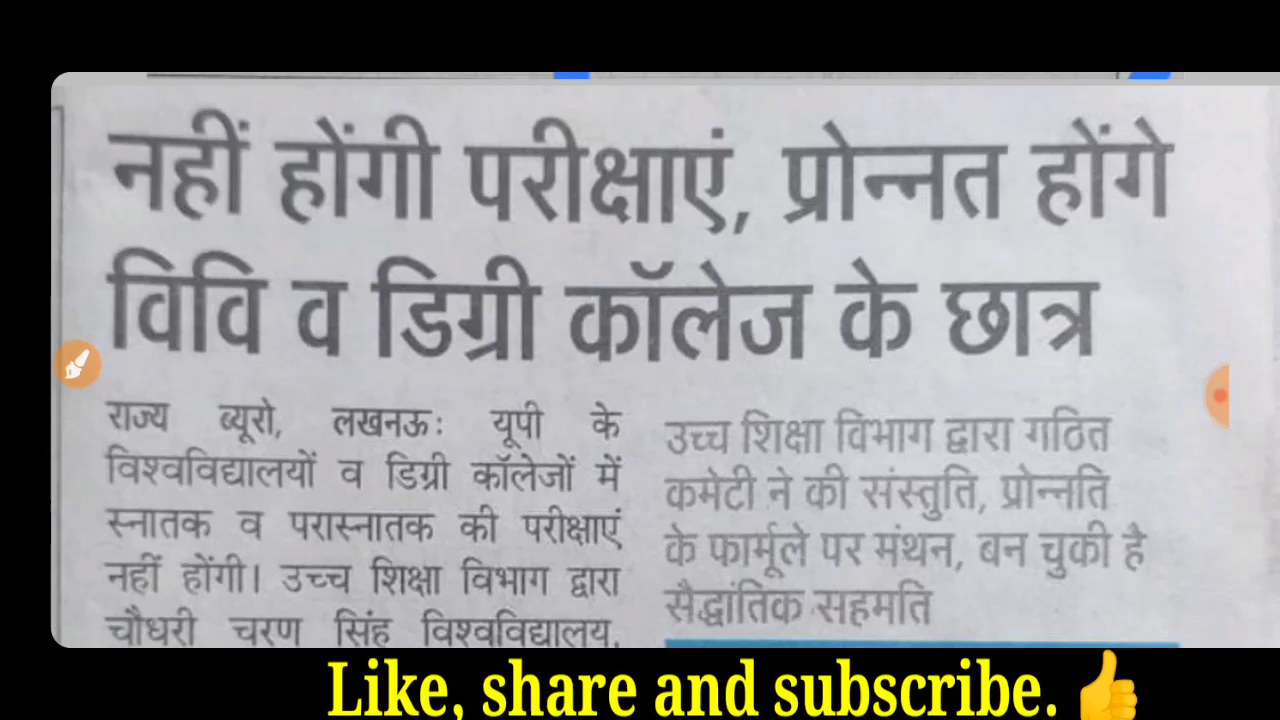 नहीं होंगी परीक्षाएं, प्रोन्नत होंगे
विवि व डिग्री कॉलेज के छात्र
राज्य ब्यूरो, लखनऊः यूपी के
विश्वविद्यालयों व डिग्री कॉलेजों में
स्नातक व परास्नातक की परीक्षाएं
नहीं होंगी। उच्च शिक्षा विभाग द्वारा
चौधरी चरण सिंह विश्वविद्यालय,
उच्च शिक्षा विभाग द्वारा गठित
कमेटी ने की संस्तुति, प्रोन्नति
के फार्मूले पर मंथन, बन चुकी है
सैद्धांतिक सहमति
Like, share and subscribe.